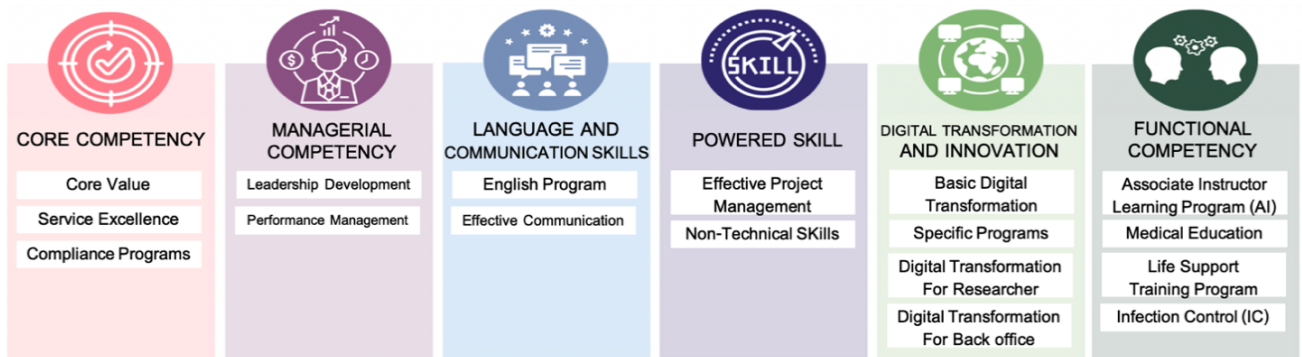 CORE COMPETENCY
Core Value
Service Excellence
Compliance Programs
$
MANAGERIAL
COMPETENCY
Leadership Development
Performance Management
LANGUAGE AND
COMMUNICATION SKILLS
English Program
Effective Communication
SKILL
POWERED SKILL
Effective Project
Management
Non-Technical SKills
DIGITAL TRANSFORMATION
AND INNOVATION
Basic Digital
Transformation
Specific Programs
Digital Transformation
For Researcher
Digital Transformation
For Back office
FUNCTIONAL
COMPETENCY
Associate Instructor
Learning Program (AI)
Medical Education
Life Support
Training Program
Infection Control (IC)